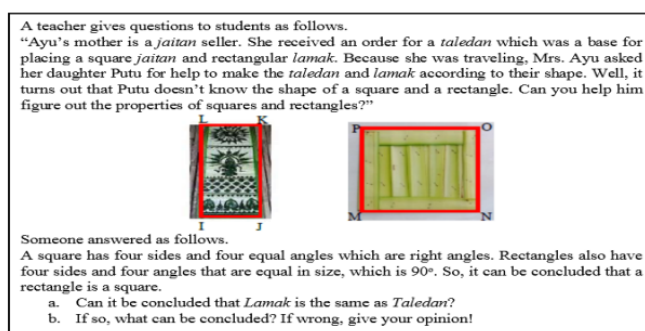 A teacher gives questions to students as follows.
“Ayu’s mother is a jaitan seller. She received an order for a taledan which was a base for
placing a square jaitan and rectangular lamak. Because she was traveling, Mrs. Ayu asked
her daughter Putu for help to make the taledan and lamak according to their shape. Well, it
turns out that Putu doesn’t know the shape of a square and a rectangle. Can you help him
figure out the properties of squares and rectangles?”
L K
P O
M N
I J
Someone answered as follows.
A square has four sides and four equal angles which are right angles. Rectangles also have
four sides and four angles that are equal in size, which is 90°. So, it can be concluded that a
rectangle is a square.
a. Can it be concluded that Lamak is the same as Taledan?
b. If so, what can be concluded? If wrong, give your opinion!